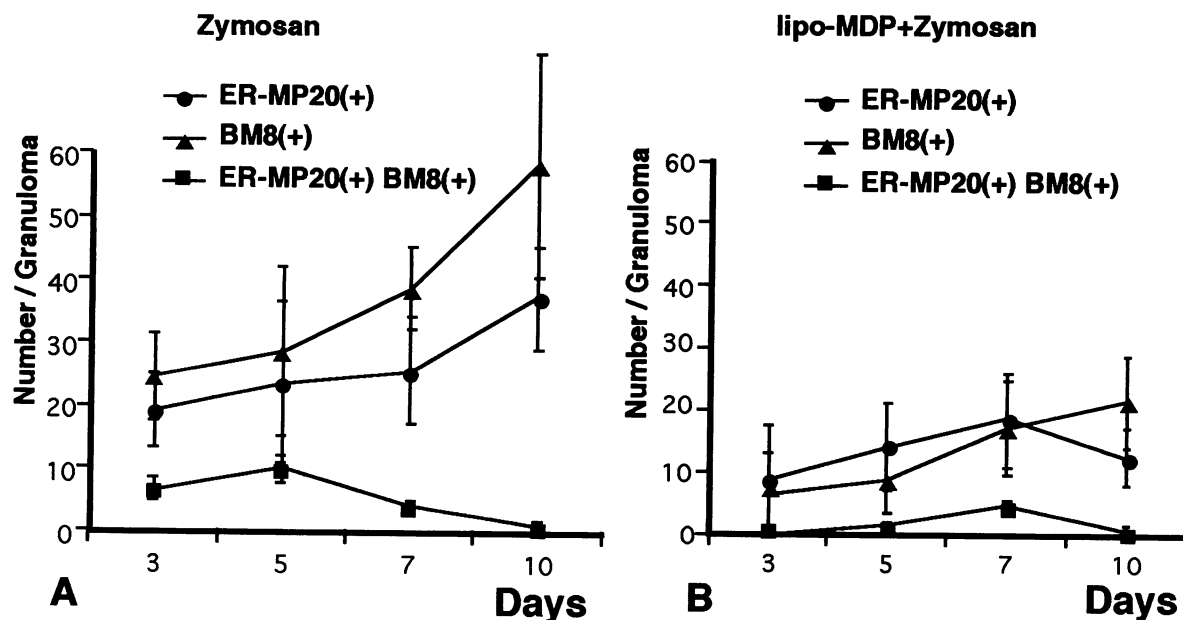 Zymosan
ER-MP20(+)
BM8(+)
ER-MP20(+) BM8(+)
Number / Granuloma
60
50
40
30
20
10
0
3 5 7 10
A
Days
lipo-MDP+Zymosan
ER-MP20(+)
BM8(+)
ER-MP20(+) BM8(+)
Number / Granuloma
60
50
40
30
20
10
0
3 5 7 10
B
Days